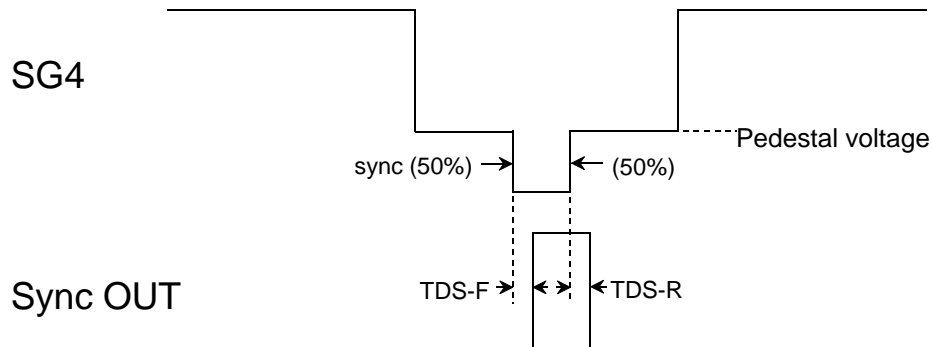 SG4
Pedestal voltage
sync (50%)
(50%)
TDS-F
TDS-R
Sync OUT